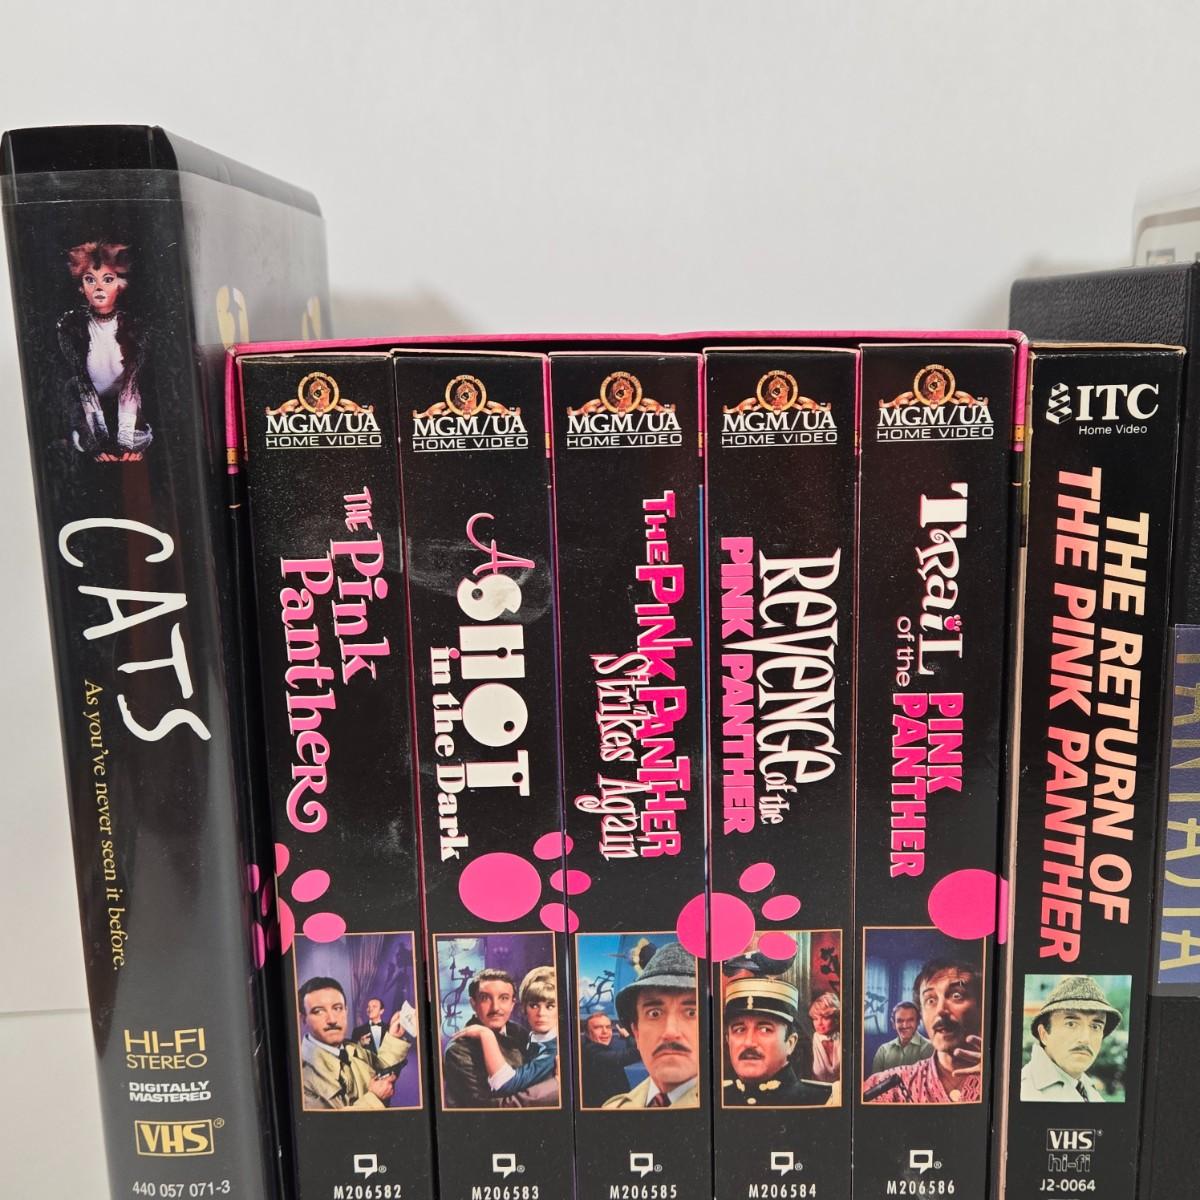 CATS
As you've never seen it before.
HI-FI
STEREO
DIGITALLY
MASTERED
VHS®
440 057 071-3
MGM/UA
HOME VIDEO
THE Pink
Panther
M206582
MGM/UA
HOME VIDEO
A SHOT
in the Dark
M206583
MGM/UA
HOME VIDEO
THE PINK PANTHER
Strikes Again
M206585
MGM/UA
HOME VIDEO
REVENGE of the
PINK PANTHER
M206584
MGM/UA
HOME VIDEO
TRaiL
of the PINK
PANTHER
M206586
ITC
Home Video
THE RETURN OF
THE PINK PANTHER
VHS
hi-fi
J2-0064